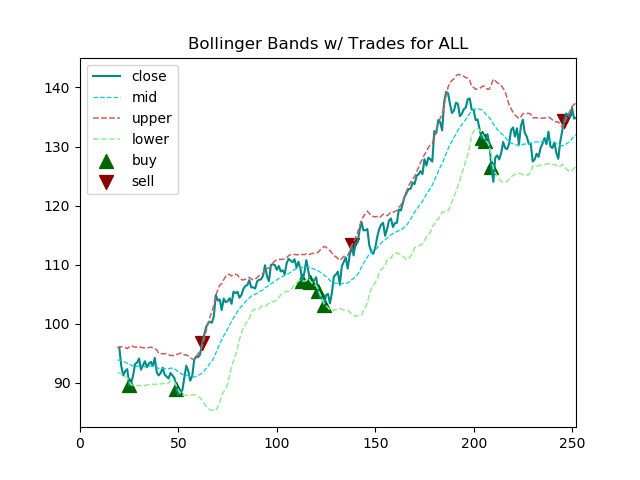 Bollinger Bands w/ Trades for ALL
close
mid
upper
lower
buy
sell
140
130
120
110
100
90
0 50 100 150 200 250